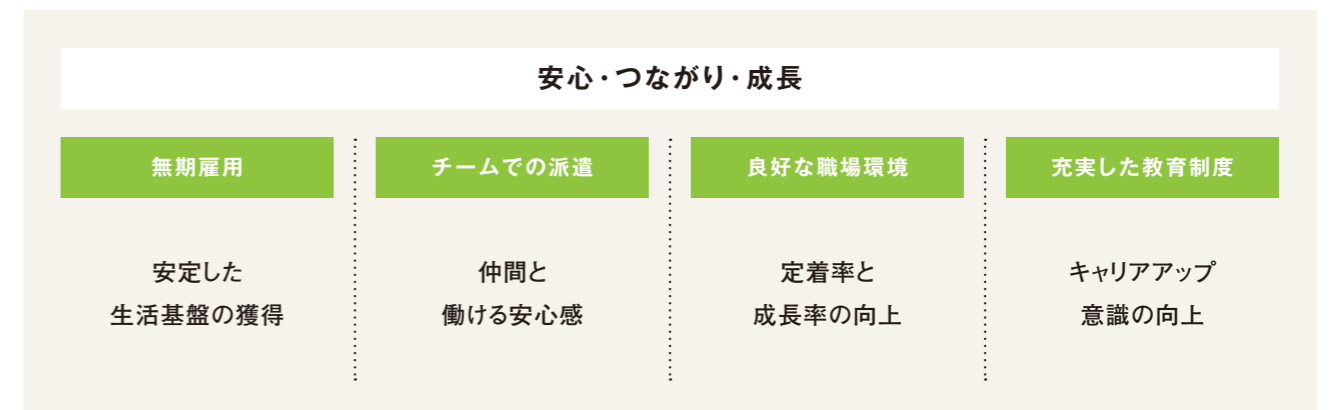 安心・つながり・成長
無期雇用
安定した
生活基盤の獲得
チームでの派遣
仲間と
働ける安心感
良好な職場環境
定着率と
成長率の向上
充実した教育制度
キャリアアップ
意識の向上